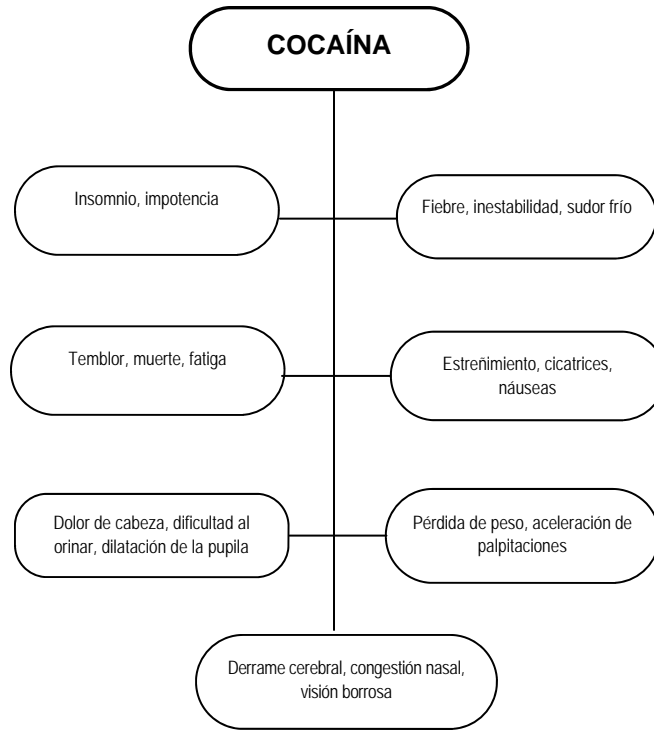 COCAÍNA
Insomnio, impotencia
Fiebre, inestabilidad, sudor frío
Temblor, muerte, fatiga
Estreñimiento, cicatrices,
náuseas
Dolor de cabeza, dificultad al
orinar, dilatación de la pupila
Pérdida de peso, aceleración de
palpitaciones
Derrame cerebral, congestión nasal,
visión borrosa